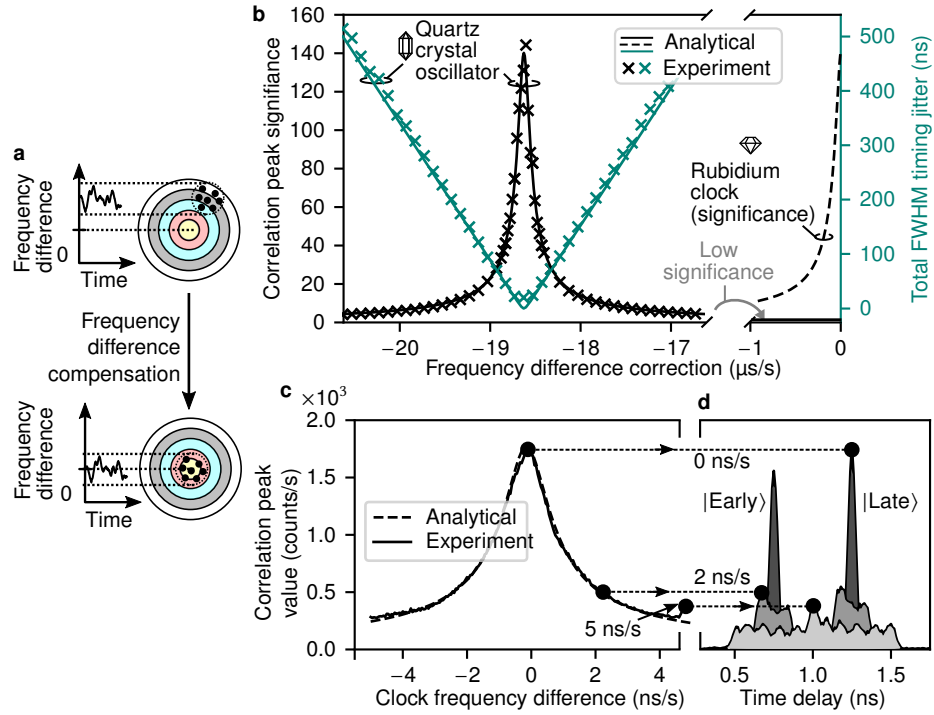 a
Frequency
difference
0
Time
Frequency
difference
compensation
Frequency
difference
0
Time
b
Correlation peak signifiance
160
140
120
100
80
60
40
20
0
Quartz
crystal
oscillator
Analytical
Experiment
Rubidium
clock
(significance)
Low
significance
500
400
300
200
100
0
Total FWHM timing jitter (ns)
−20
−19
−18
−17
−1
0
Frequency difference correction (µs/s)
c
×10³
Correlation peak
value (counts/s)
2.0
1.5
1.0
0.5
0.0
Analytical
Experiment
5 ns/s
−4
−2
0
2
4
Clock frequency difference (ns/s)
d
0 ns/s
|Early⟩
|Late⟩
2 ns/s
0.5
1.0
1.5
Time delay (ns)